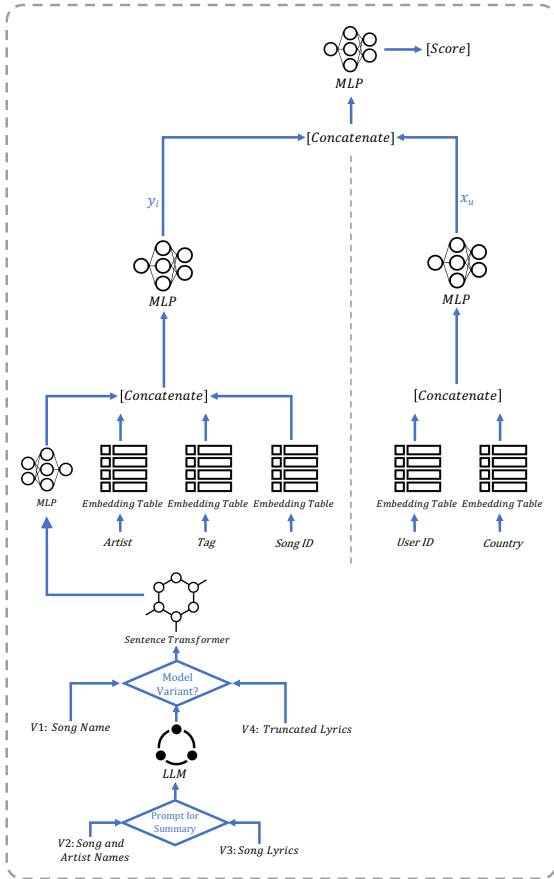 [Score]
MLP
[Concatenate]
y_i
x_u
MLP
MLP
[Concatenate]
[Concatenate]
MLP
Embedding Table
Embedding Table
Embedding Table
Embedding Table
Embedding Table
Artist
Tag
Song ID
User ID
Country
Sentence Transformer
Model
Variant?
V1: Song Name
V4: Truncated Lyrics
LLM
Prompt for
Summary
V2: Song and
Artist Names
V3: Song Lyrics